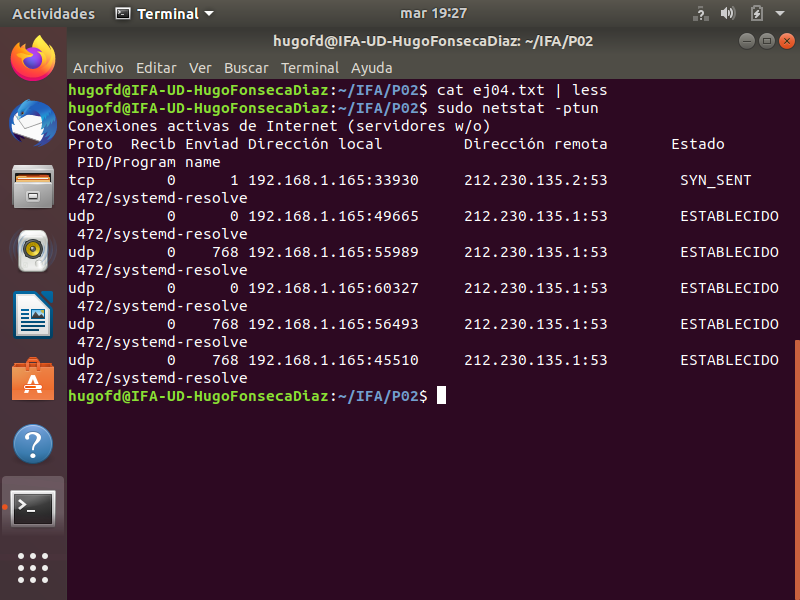 Actividades Terminal mar 19:27
hugofd@IFA-UD-HugoFonsecaDiaz: ~/IFA/P02
Archivo Editar Ver Buscar Terminal Ayuda
hugofd@IFA-UD-HugoFonsecaDiaz:~/IFA/P02$ cat ej04.txt | less
hugofd@IFA-UD-HugoFonsecaDiaz:~/IFA/P02$ sudo netstat -ptun
Conexiones activas de Internet (servidores w/o)
Proto  Recib Enviad Dirección local         Dirección remota       Estado
 PID/Program name
tcp        0      1 192.168.1.165:33930     212.230.135.2:53        SYN_SENT
 472/systemd-resolve
udp        0      0 192.168.1.165:49665     212.230.135.1:53        ESTABLECIDO
 472/systemd-resolve
udp        0    768 192.168.1.165:55989     212.230.135.1:53        ESTABLECIDO
 472/systemd-resolve
udp        0      0 192.168.1.165:60327     212.230.135.1:53        ESTABLECIDO
 472/systemd-resolve
udp        0    768 192.168.1.165:56493     212.230.135.1:53        ESTABLECIDO
 472/systemd-resolve
udp        0    768 192.168.1.165:45510     212.230.135.1:53        ESTABLECIDO
 472/systemd-resolve
hugofd@IFA-UD-HugoFonsecaDiaz:~/IFA/P02$